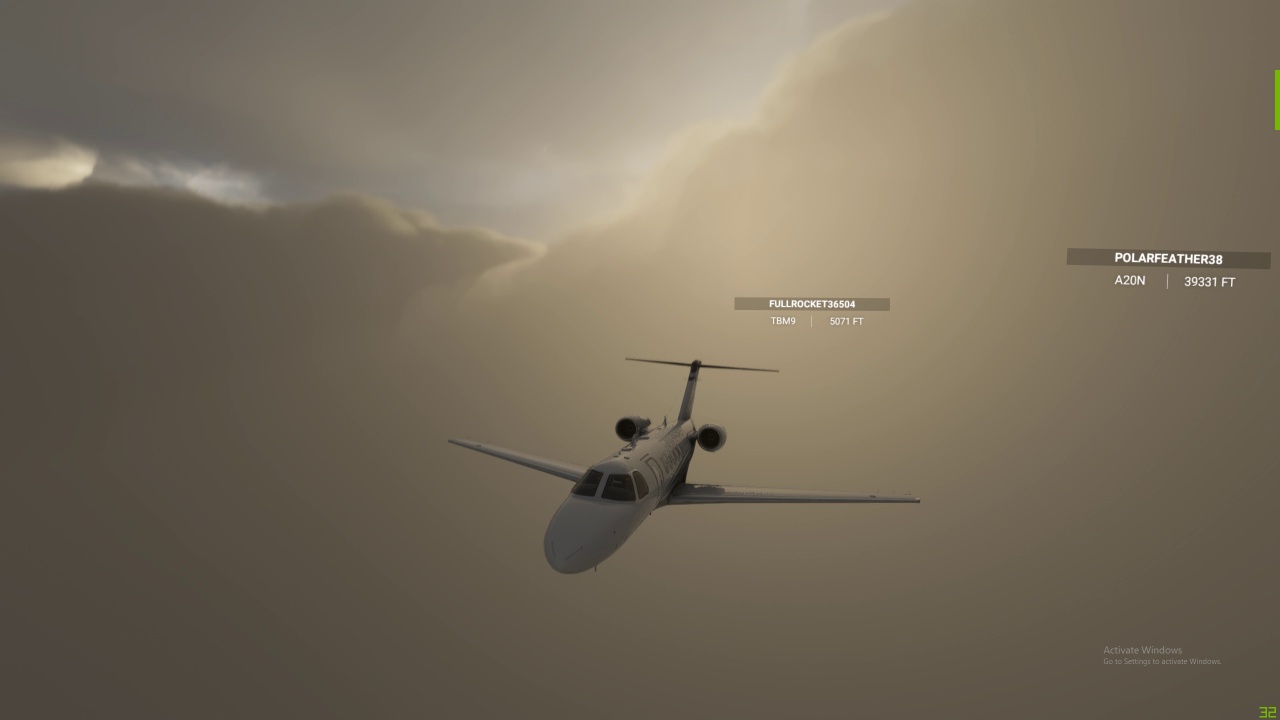 POLARFEATHER38
A20N | 39331 FT
FULLROCKET36504
TBM9 | 5071 FT
Activate Windows
Go to Settings to activate Windows.
32